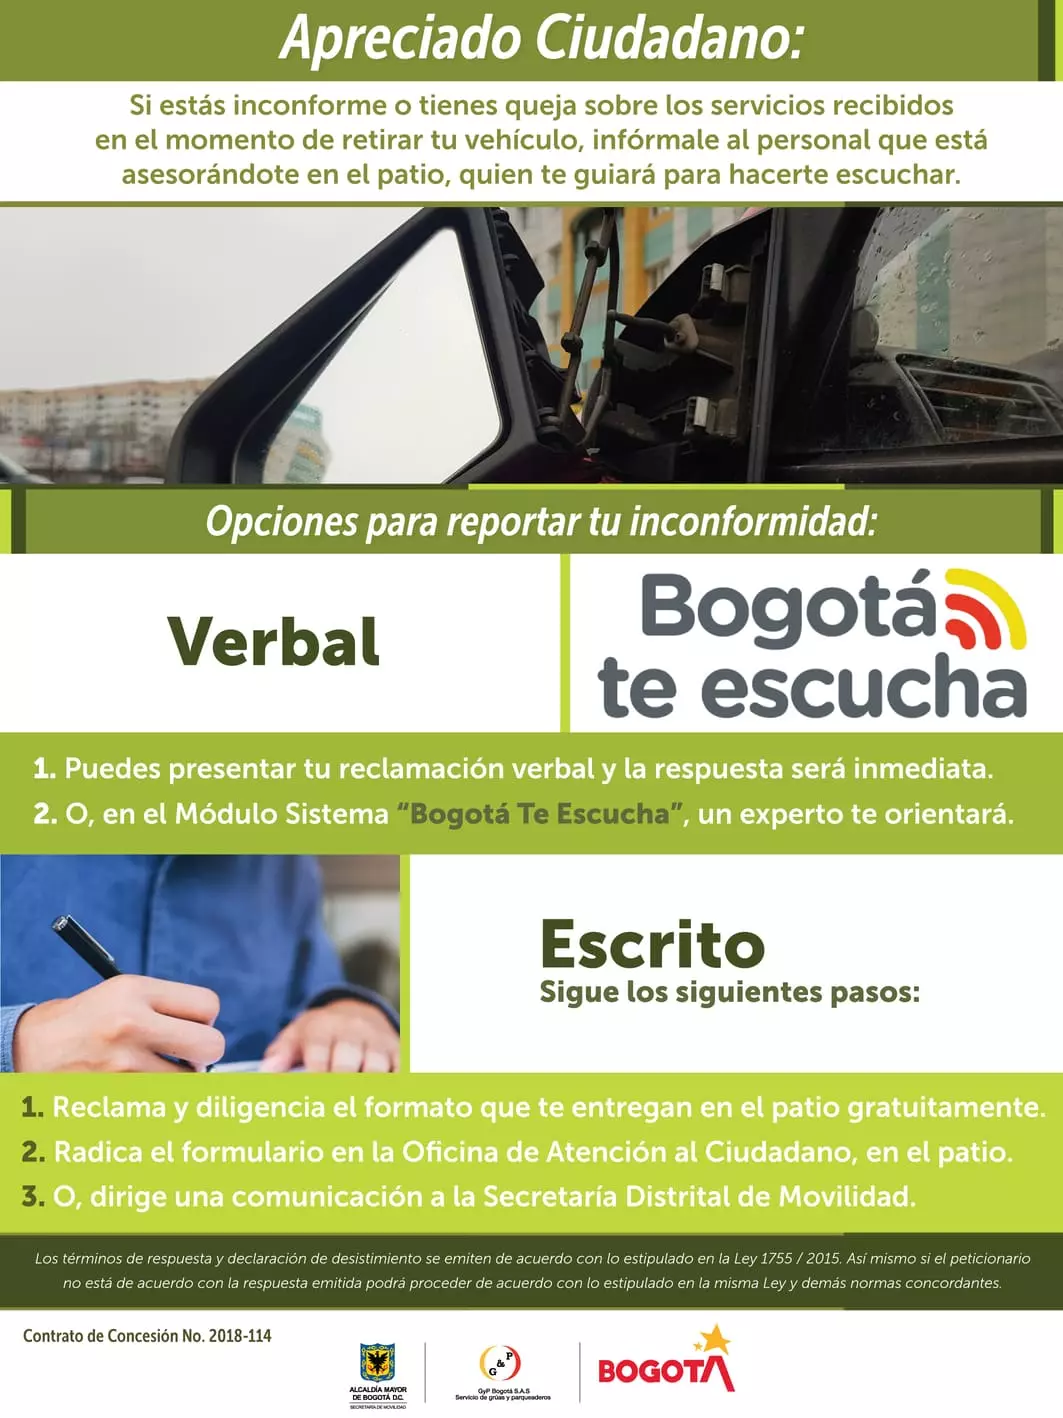 Apreciado Ciudadano:
Si estás inconforme o tienes queja sobre los servicios recibidos
en el momento de retirar tu vehículo, infórmale al personal que está
asesorándote en el patio, quien te guiará para hacerte escuchar.
Opciones para reportar tu inconformidad:
Verbal
Bogotá
te escucha
1. Puedes presentar tu reclamación verbal y la respuesta será inmediata.
2. O, en el Módulo Sistema “Bogotá Te Escucha”, un experto te orientará.
Escrito
Sigue los siguientes pasos:
1. Reclama y diligencia el formato que te entregan en el patio gratuitamente.
2. Radica el formulario en la Oficina de Atención al Ciudadano, en el patio.
3. O, dirige una comunicación a la Secretaría Distrital de Movilidad.
Los términos de respuesta y declaración de desistimiento se emiten de acuerdo con lo estipulado en la Ley 1755 / 2015. Así mismo si el peticionario
no está de acuerdo con la respuesta emitida podrá proceder de acuerdo con lo estipulado en la misma Ley y demás normas concordantes.
Contrato de Concesión No. 2018-114
ALCALDÍA MAYOR
DE BOGOTÁ D.C.
SECRETARÍA DE MOVILIDAD
G&P
GyP Bogotá S.A.S
Servicio de grúas y parqueaderos
BOGOTÁ